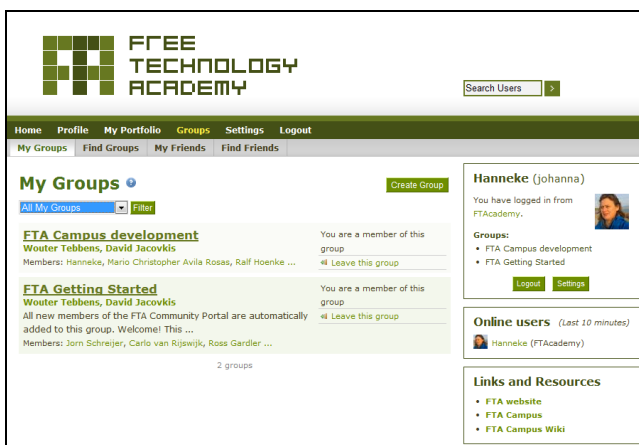 FREE
TECHNOLOGY
ACADEMY
Search Users >
Home Profile My Portfolio Groups Settings Logout
My Groups Find Groups My Friends Find Friends
My Groups ?
Create Group
All My Groups Filter
FTA Campus development
Wouter Tebbens, David Jacovkis
Members: Hanneke, Mario Christopher Avila Rosas, Ralf Hoenke ...
You are a member of this
group
Leave this group
FTA Getting Started
Wouter Tebbens, David Jacovkis
All new members of the FTA Community Portal are automatically
added to this group. Welcome! This ...
Members: Jorn Schreijer, Carlo van Rijswijk, Ross Gardler ...
You are a member of this
group
Leave this group
2 groups
Hanneke (johanna)
You have logged in from
FTAcademy.
Groups:
• FTA Campus development
• FTA Getting Started
Logout Settings
Online users (Last 10 minutes)
Hanneke (FTAcademy)
Links and Resources
• FTA website
• FTA Campus
• FTA Campus Wiki